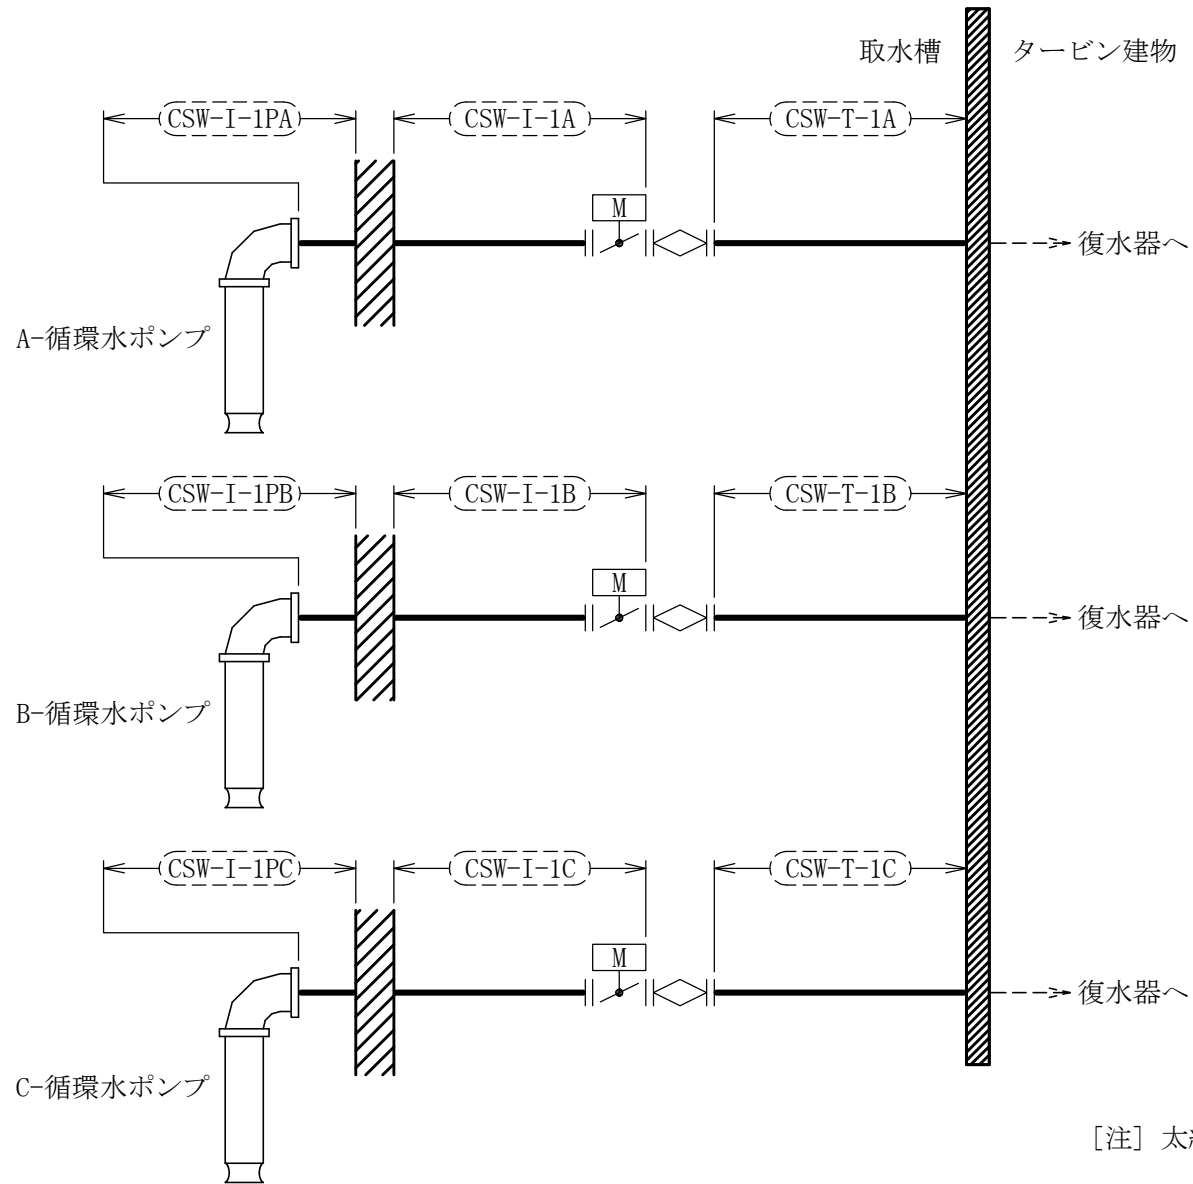 取水槽 タービン建物
CSW-I-1PA CSW-I-1A CSW-T-1A
M
復水器へ
A-循環水ポンプ
CSW-I-1PB CSW-I-1B CSW-T-1B
M
復水器へ
B-循環水ポンプ
CSW-I-1PC CSW-I-1C CSW-T-1C
M
復水器へ
C-循環水ポンプ
[注] 太